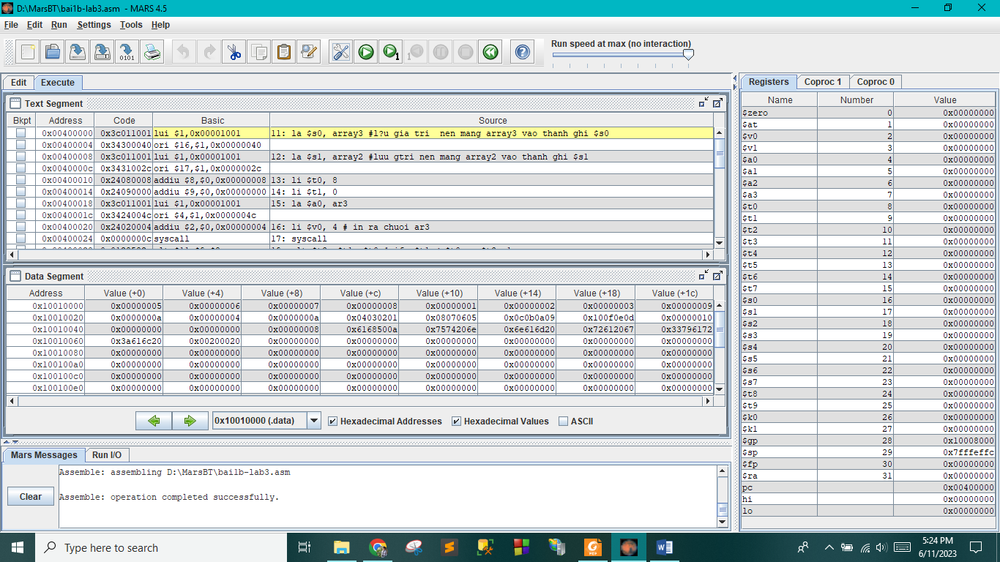 D:\MarsBT\bai1b-lab3.asm - MARS 4.5
File Edit Run Settings Tools Help
Run speed at max (no interaction)
Edit Execute
Text Segment
Bkpt Address Code Basic Source
0x00400000 0x3c011001 lui $1,0x00001001 11: la $s0, array3 #l?u gia tri nen mang array3 vao thanh ghi $s0
0x00400004 0x34300040 ori $16,$1,0x00000040
0x00400008 0x3c011001 lui $1,0x00001001 12: la $s1, array2 #luu gtri nen mang array2 vao thanh ghi $s1
0x0040000c 0x3431002c ori $17,$1,0x0000002c
0x00400010 0x24080008 addiu $8,$0,0x00000008 13: li $t0, 8
0x00400014 0x24090000 addiu $9,$0,0x00000000 14: li $t1, 0
0x00400018 0x3c011001 lui $1,0x00001001 15: la $a0, ar3
0x0040001c 0x3424004c ori $4,$1,0x0000004c
0x00400020 0x24020004 addiu $2,$0,0x00000004 16: li $v0, 4 # in ra chuoi ar3
0x00400024 0x0000000c syscall 17: syscall
Data Segment
Address Value (+0) Value (+4) Value (+8) Value (+c) Value (+10) Value (+14) Value (+18) Value (+1c)
0x10010000 0x00000005 0x00000006 0x00000007 0x00000008 0x00000001 0x00000002 0x00000003 0x00000009
0x10010020 0x0000000a 0x00000004 0x0000000a 0x04030201 0x08070605 0x0c0b0a09 0x100f0e0d 0x00000010
0x10010040 0x00000000 0x00000000 0x00000008 0x6168500a 0x7574206e 0x6e616d20 0x72612067 0x33796172
0x10010060 0x3a616c20 0x00200020 0x00000000 0x00000000 0x00000000 0x00000000 0x00000000 0x00000000
0x10010080 0x00000000 0x00000000 0x00000000 0x00000000 0x00000000 0x00000000 0x00000000 0x00000000
0x100100a0 0x00000000 0x00000000 0x00000000 0x00000000 0x00000000 0x00000000 0x00000000 0x00000000
0x100100c0 0x00000000 0x00000000 0x00000000 0x00000000 0x00000000 0x00000000 0x00000000 0x00000000
0x100100e0 0x00000000 0x00000000 0x00000000 0x00000000 0x00000000 0x00000000 0x00000000 0x00000000
0x10010000 (.data) Hexadecimal Addresses Hexadecimal Values ASCII
Mars Messages Run I/O
Assemble: assembling D:\MarsBT\bai1b-lab3.asm
Assemble: operation completed successfully.
Clear
Registers Coproc 1 Coproc 0
Name Number Value
$zero 0 0x00000000
$at 1 0x00000000
$v0 2 0x00000000
$v1 3 0x00000000
$a0 4 0x00000000
$a1 5 0x00000000
$a2 6 0x00000000
$a3 7 0x00000000
$t0 8 0x00000000
$t1 9 0x00000000
$t2 10 0x00000000
$t3 11 0x00000000
$t4 12 0x00000000
$t5 13 0x00000000
$t6 14 0x00000000
$t7 15 0x00000000
$s0 16 0x00000000
$s1 17 0x00000000
$s2 18 0x00000000
$s3 19 0x00000000
$s4 20 0x00000000
$s5 21 0x00000000
$s6 22 0x00000000
$s7 23 0x00000000
$t8 24 0x00000000
$t9 25 0x00000000
$k0 26 0x00000000
$k1 27 0x00000000
$gp 28 0x10008000
$sp 29 0x7fffeffc
$fp 30 0x00000000
$ra 31 0x00000000
pc 0x00400000
hi 0x00000000
lo 0x00000000
Type here to search
5:24 PM
6/11/2023